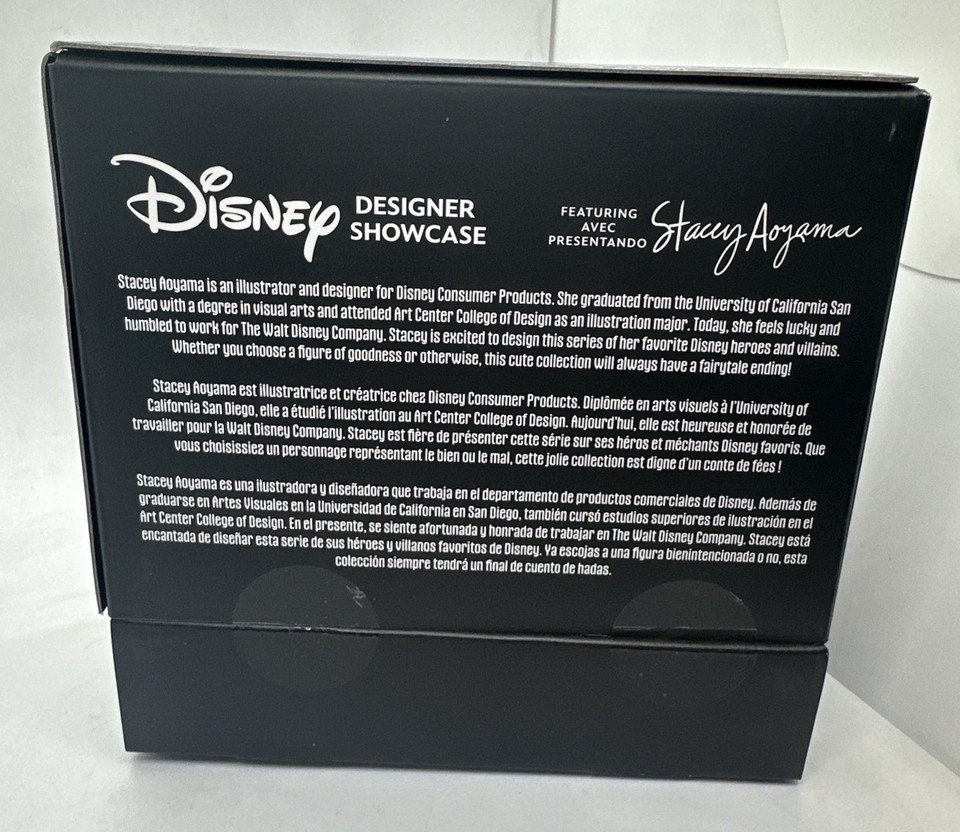 Disney DESIGNER SHOWCASE
FEATURING
AVEC
PRESENTANDO
Stacey Aoyama
Stacey Aoyama is an illustrator and designer for Disney Consumer Products. She graduated from the University of California San
Diego with a degree in visual arts and attended Art Center College of Design as an illustration major. Today, she feels lucky and
humbled to work for The Walt Disney Company. Stacey is excited to design this series of her favorite Disney heroes and villains.
Whether you choose a figure of goodness or otherwise, this cute collection will always have a fairytale ending!
Stacey Aoyama est illustratrice et créatrice chez Disney Consumer Products. Diplômée en arts visuels à l'University of
California San Diego, elle a étudié l'illustration au Art Center College of Design. Aujourd'hui, elle est heureuse et honorée de
travailler pour la Walt Disney Company. Stacey est fière de présenter cette série sur ses héros et méchants Disney favoris. Que
vous choisissiez un personnage représentant le bien ou le mal, cette jolie collection est digne d'un conte de fées !
Stacey Aoyama es una ilustradora y diseñadora que trabaja en el departamento de productos comerciales de Disney. Además de
graduarse en Artes Visuales en la Universidad de California en San Diego, también cursó estudios superiores de ilustración en el
Art Center College of Design. En el presente, se siente afortunada y honrada de trabajar en The Walt Disney Company. Stacey está
encantada de diseñar esta serie de sus héroes y villanos favoritos de Disney. Ya escojas a una figura bienintencionada o no, esta
colección siempre tendrá un final de cuento de hadas.